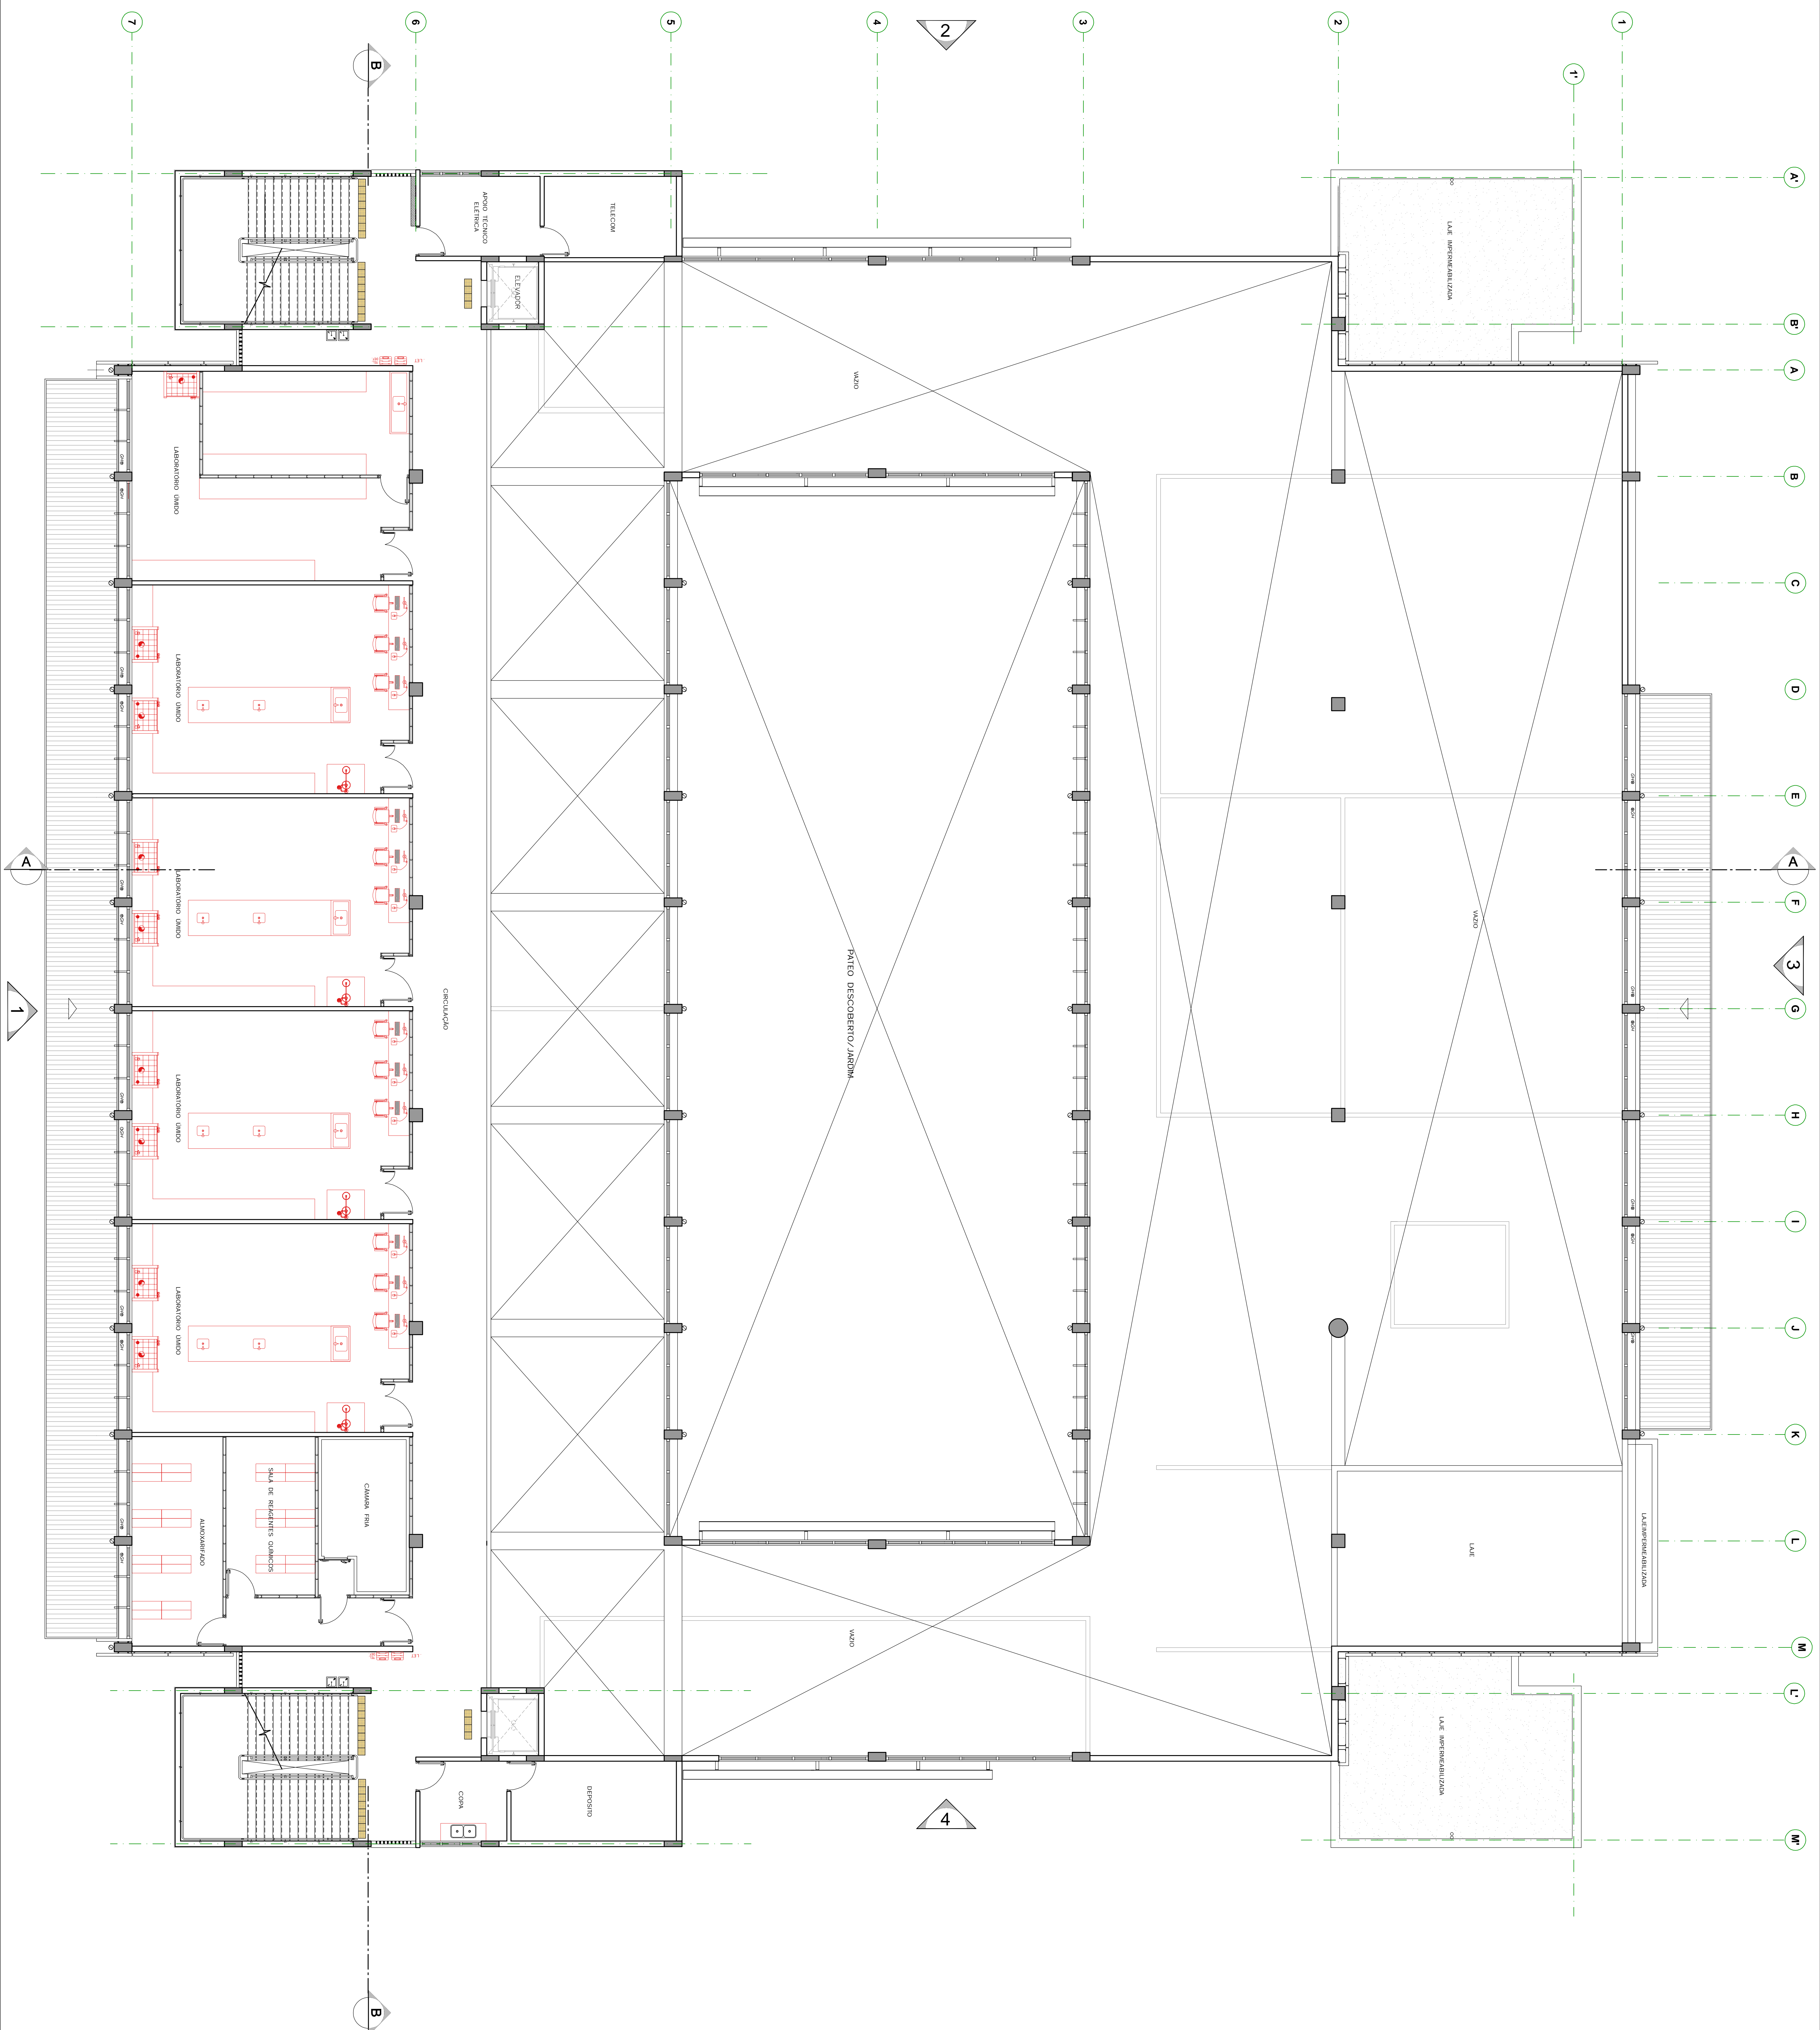 7
6
5
4
2
3
2
1
1'
B
A'
APOIO TÉCNICO
ELÉTRICA
TELECOM
LAJE IMPERMEABILIZADA
ELEVADOR
B'
VAZIO
A
LABORATÓRIO ÚMIDO
B
C
LABORATÓRIO ÚMIDO
D
E
A
LABORATÓRIO ÚMIDO
A
F
VAZIO
3
PATEO DESCOBERTO/JARDIM
CIRCULAÇÃO
1
G
LABORATÓRIO ÚMIDO
H
I
LABORATÓRIO ÚMIDO
J
K
CÂMARA FRIA
SALA DE REAGENTES QUÍMICOS
ALMOXARIFADO
LAJE
LAJE IMPERMEABILIZADA
L
VAZIO
M
L'
LAJE IMPERMEABILIZADA
COPA
DEPOSITO
4
M'
B